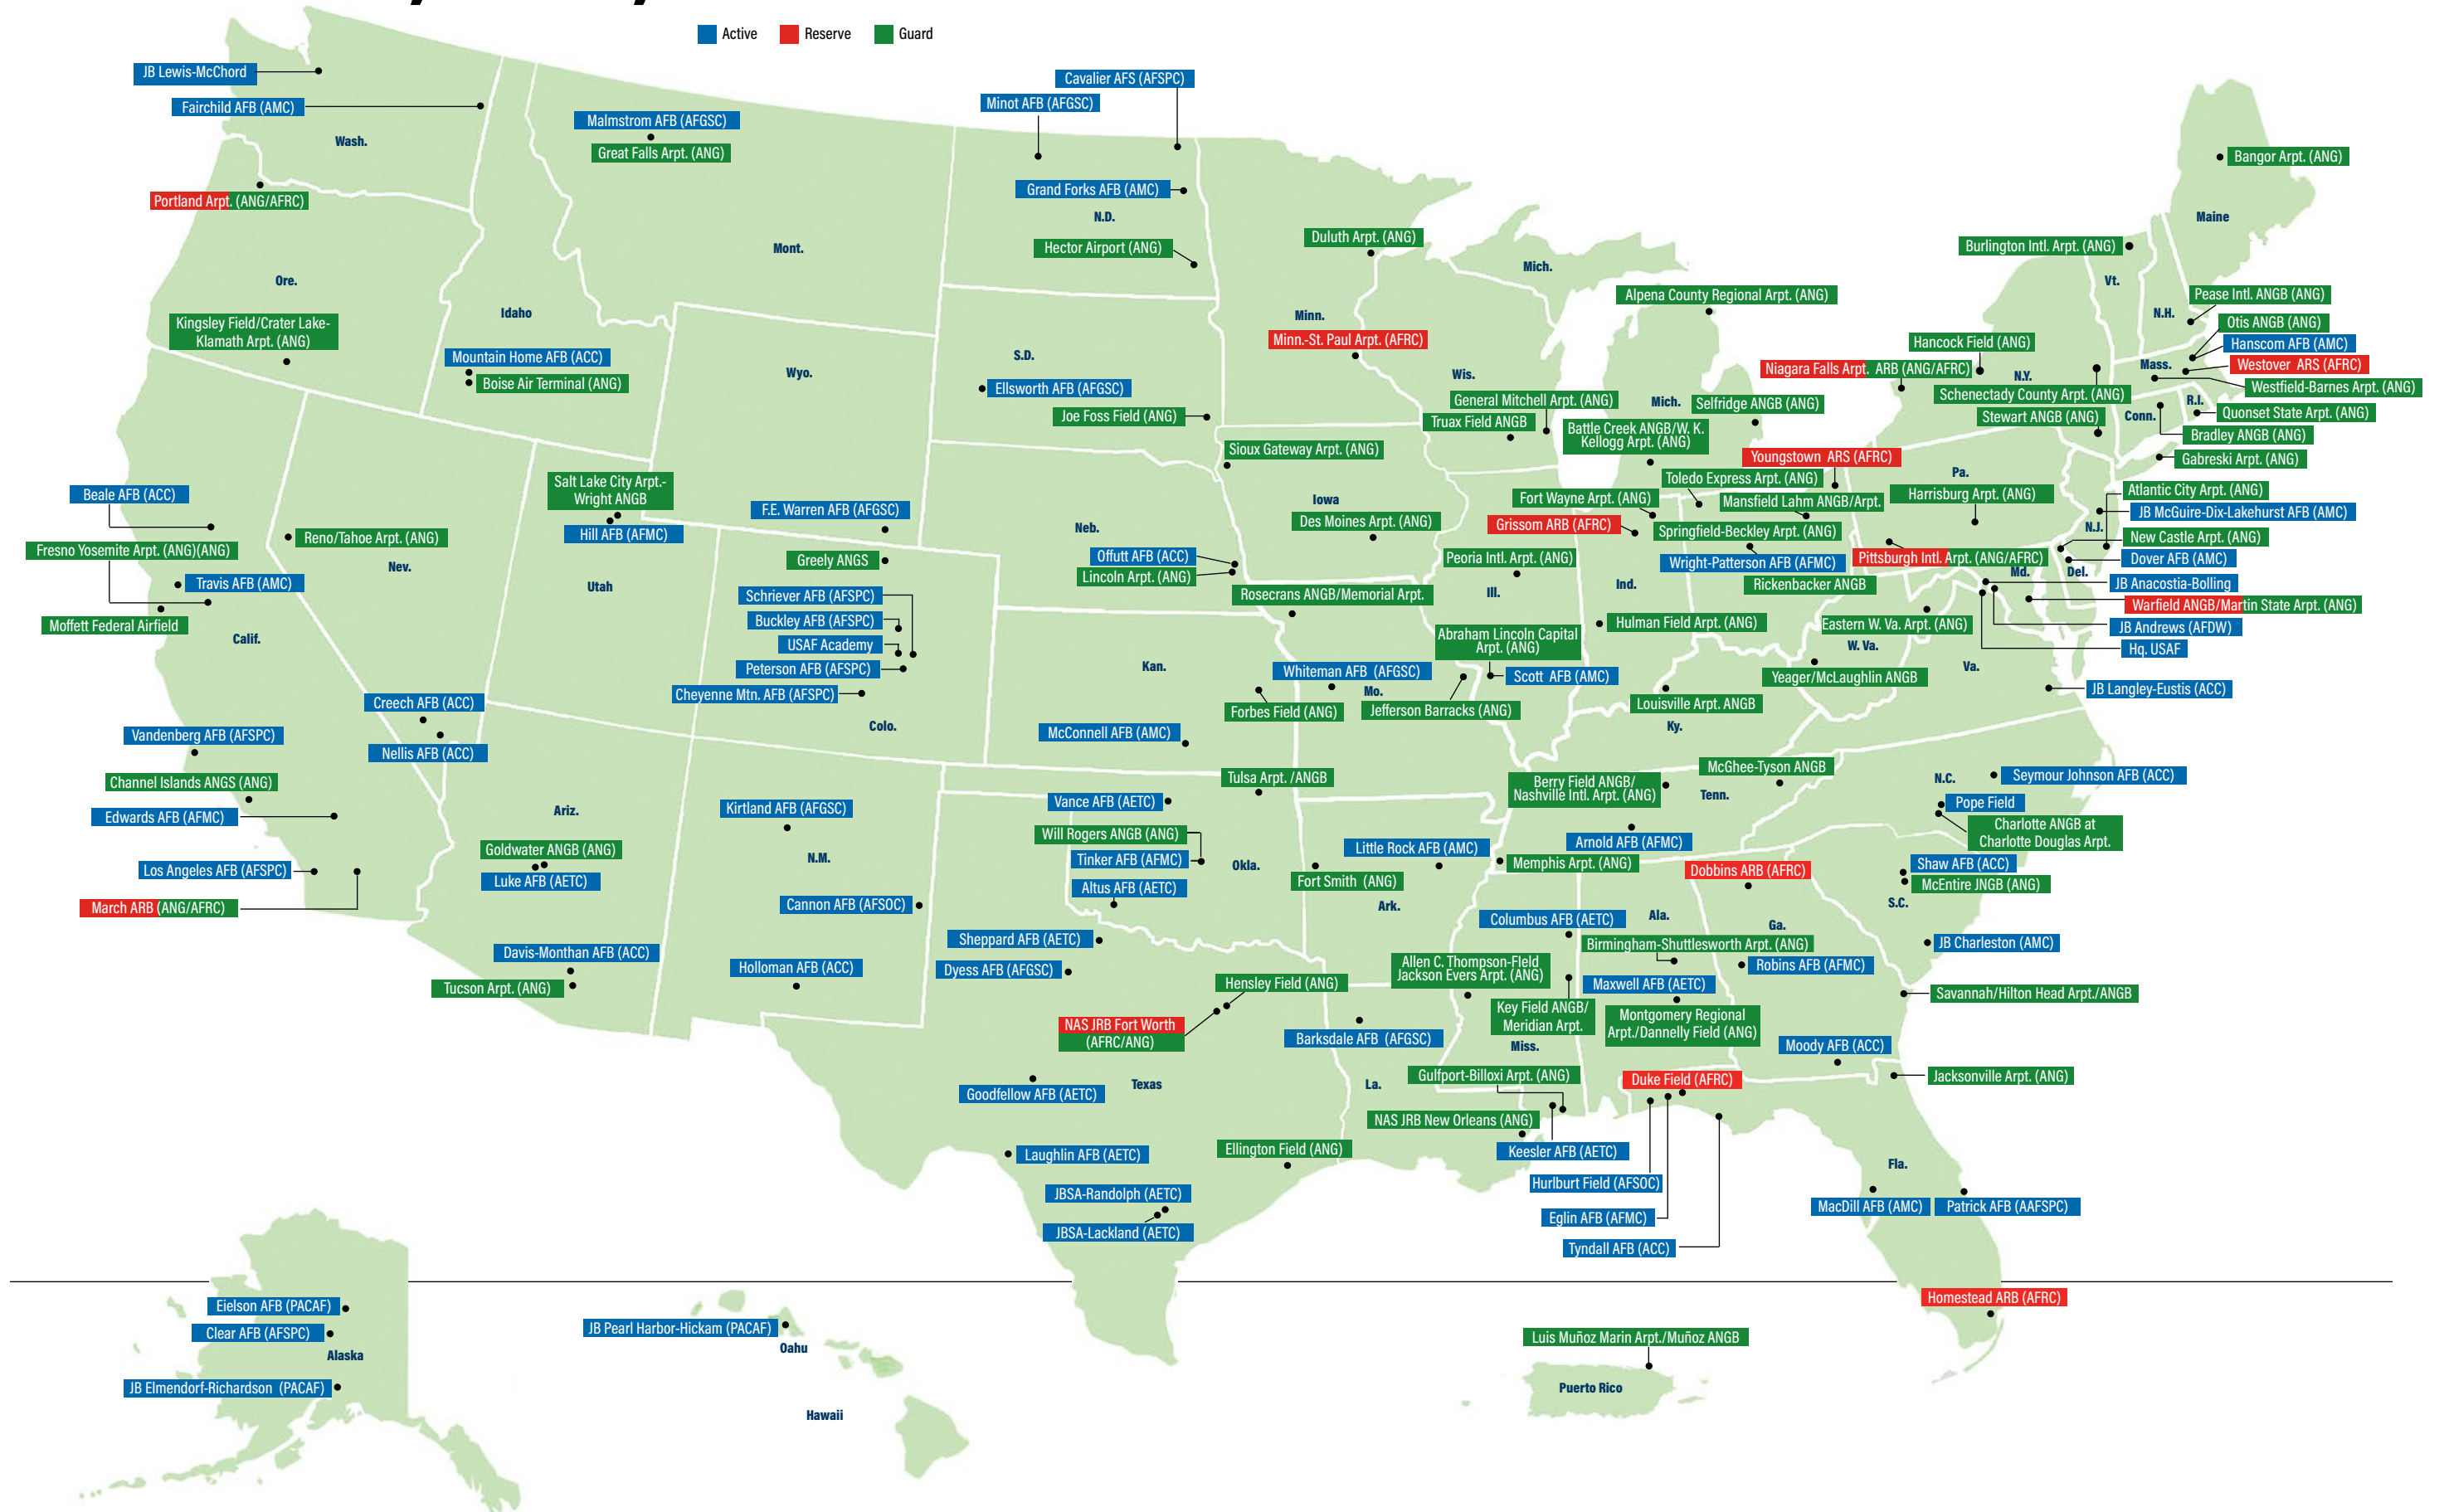 Active
Reserve
Guard
JB Lewis-McChord
Fairchild AFB (AMC)
Wash.
Portland Arpt. (ANG/AFRC)
Ore.
Kingsley Field/Crater Lake-
Klamath Arpt. (ANG)
Malmstrom AFB (AFGSC)
Great Falls Arpt. (ANG)
Mont.
Idaho
Mountain Home AFB (ACC)
Boise Air Terminal (ANG)
Wyo.
Cavalier AFS (AFSPC)
Minot AFB (AFGSC)
Grand Forks AFB (AMC)
N.D.
Hector Airport (ANG)
S.D.
Ellsworth AFB (AFGSC)
Joe Foss Field (ANG)
Duluth Arpt. (ANG)
Minn.
Minn.-St. Paul Arpt. (AFRC)
Mich.
Alpena County Regional Arpt. (ANG)
Wis.
General Mitchell Arpt. (ANG)
Truax Field ANGB
Mich.
Selfridge ANGB (ANG)
Battle Creek ANGB/W. K.
Kellogg Arpt. (ANG)
Bangor Arpt. (ANG)
Maine
Burlington Intl. Arpt. (ANG)
Vt.
N.H.
Pease Intl. ANGB (ANG)
Otis ANGB (ANG)
Hanscom AFB (AMC)
Westover ARS (AFRC)
Westfield-Barnes Arpt. (ANG)
Mass.
R.I.
Quonset State Arpt. (ANG)
Conn.
Bradley ANGB (ANG)
Gabreski Arpt. (ANG)
Hancock Field (ANG)
Niagara Falls Arpt. ARB (ANG/AFRC)
N.Y.
Schenectady County Arpt. (ANG)
Stewart ANGB (ANG)
Youngstown ARS (AFRC)
Pa.
Toledo Express Arpt. (ANG)
Mansfield Lahm ANGB/Arpt.
Harrisburg Arpt. (ANG)
Atlantic City Arpt. (ANG)
JB McGuire-Dix-Lakehurst AFB (AMC)
N.J.
New Castle Arpt. (ANG)
Dover AFB (AMC)
Del.
Md.
JB Anacostia-Bolling
Warfield ANGB/Martin State Arpt. (ANG)
JB Andrews (AFDW)
Hq. USAF
JB Langley-Eustis (ACC)
Pittsburgh Intl. Arpt. (ANG/AFRC)
Fort Wayne Arpt. (ANG)
Grissom ARB (AFRC)
Springfield-Beckley Arpt. (ANG)
Wright-Patterson AFB (AFMC)
Rickenbacker ANGB
Ind.
Hulman Field Arpt. (ANG)
Eastern W. Va. Arpt. (ANG)
W. Va.
Va.
Yeager/McLaughlin ANGB
Louisville Arpt. ANGB
Ky.
Sioux Gateway Arpt. (ANG)
Iowa
Des Moines Arpt. (ANG)
Peoria Intl. Arpt. (ANG)
Ill.
Abraham Lincoln Capital
Arpt. (ANG)
Scott AFB (AMC)
Neb.
Offutt AFB (ACC)
Lincoln Arpt. (ANG)
Rosecrans ANGB/Memorial Arpt.
Whiteman AFB (AFGSC)
Mo.
Forbes Field (ANG)
Jefferson Barracks (ANG)
Kan.
McConnell AFB (AMC)
Beale AFB (ACC)
Fresno Yosemite Arpt. (ANG)(ANG)
Travis AFB (AMC)
Moffett Federal Airfield
Calif.
Reno/Tahoe Arpt. (ANG)
Nev.
Salt Lake City Arpt.-
Wright ANGB
Hill AFB (AFMC)
Utah
F.E. Warren AFB (AFGSC)
Greely ANGS
Schriever AFB (AFSPC)
Buckley AFB (AFSPC)
USAF Academy
Peterson AFB (AFSPC)
Cheyenne Mtn. AFB (AFSPC)
Colo.
Creech AFB (ACC)
Nellis AFB (ACC)
Vandenberg AFB (AFSPC)
Channel Islands ANGS (ANG)
Edwards AFB (AFMC)
Los Angeles AFB (AFSPC)
March ARB (ANG/AFRC)
Ariz.
Goldwater ANGB (ANG)
Luke AFB (AETC)
Davis-Monthan AFB (ACC)
Tucson Arpt. (ANG)
Kirtland AFB (AFGSC)
N.M.
Cannon AFB (AFSOC)
Holloman AFB (ACC)
Tulsa Arpt. /ANGB
Vance AFB (AETC)
Will Rogers ANGB (ANG)
Tinker AFB (AFMC)
Altus AFB (AETC)
Okla.
Sheppard AFB (AETC)
Dyess AFB (AFGSC)
Hensley Field (ANG)
NAS JRB Fort Worth
(AFRC/ANG)
Goodfellow AFB (AETC)
Texas
Laughlin AFB (AETC)
JBSA-Randolph (AETC)
JBSA-Lackland (AETC)
Ellington Field (ANG)
Fort Smith (ANG)
Little Rock AFB (AMC)
Ark.
Barksdale AFB (AFGSC)
La.
NAS JRB New Orleans (ANG)
Berry Field ANGB/
Nashville Intl. Arpt. (ANG)
McGhee-Tyson ANGB
Tenn.
Arnold AFB (AFMC)
Memphis Arpt. (ANG)
Columbus AFB (AETC)
Allen C. Thompson-FIeld
Jackson Evers Arpt. (ANG)
Key Field ANGB/
Meridian Arpt.
Miss.
Gulfport-Billoxi Arpt. (ANG)
Keesler AFB (AETC)
Ala.
Birmingham-Shuttlesworth Arpt. (ANG)
Maxwell AFB (AETC)
Montgomery Regional
Arpt./Dannelly Field (ANG)
Dobbins ARB (AFRC)
Ga.
Robins AFB (AFMC)
Moody AFB (ACC)
Savannah/Hilton Head Arpt./ANGB
N.C.
Seymour Johnson AFB (ACC)
Pope Field
Charlotte ANGB at
Charlotte Douglas Arpt.
Shaw AFB (ACC)
McEntire JNGB (ANG)
S.C.
JB Charleston (AMC)
Jacksonville Arpt. (ANG)
Duke Field (AFRC)
Hurlburt Field (AFSOC)
Eglin AFB (AFMC)
Tyndall AFB (ACC)
Fla.
MacDill AFB (AMC)
Patrick AFB (AAFSPC)
Homestead ARB (AFRC)
Eielson AFB (PACAF)
Clear AFB (AFSPC)
Alaska
JB Elmendorf-Richardson (PACAF)
JB Pearl Harbor-Hickam (PACAF)
Oahu
Hawaii
Luis Muñoz Marin Arpt./Muñoz ANGB
Puerto Rico